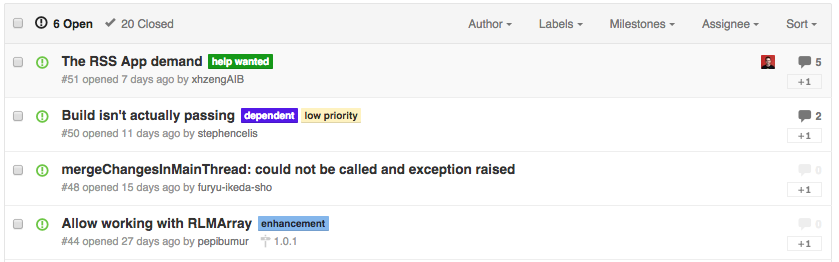 6 Open 20 Closed Author Labels Milestones Assignee Sort
The RSS App demand help wanted 5
#51 opened 7 days ago by xhzengAIB +1
Build isn't actually passing dependent low priority 2
#50 opened 11 days ago by stephencelis +1
mergeChangesInMainThread: could not be called and exception raised 0
#48 opened 15 days ago by furyu-ikeda-sho +1
Allow working with RLMArray enhancement 0
#44 opened 27 days ago by pepibumur 1.0.1 +1